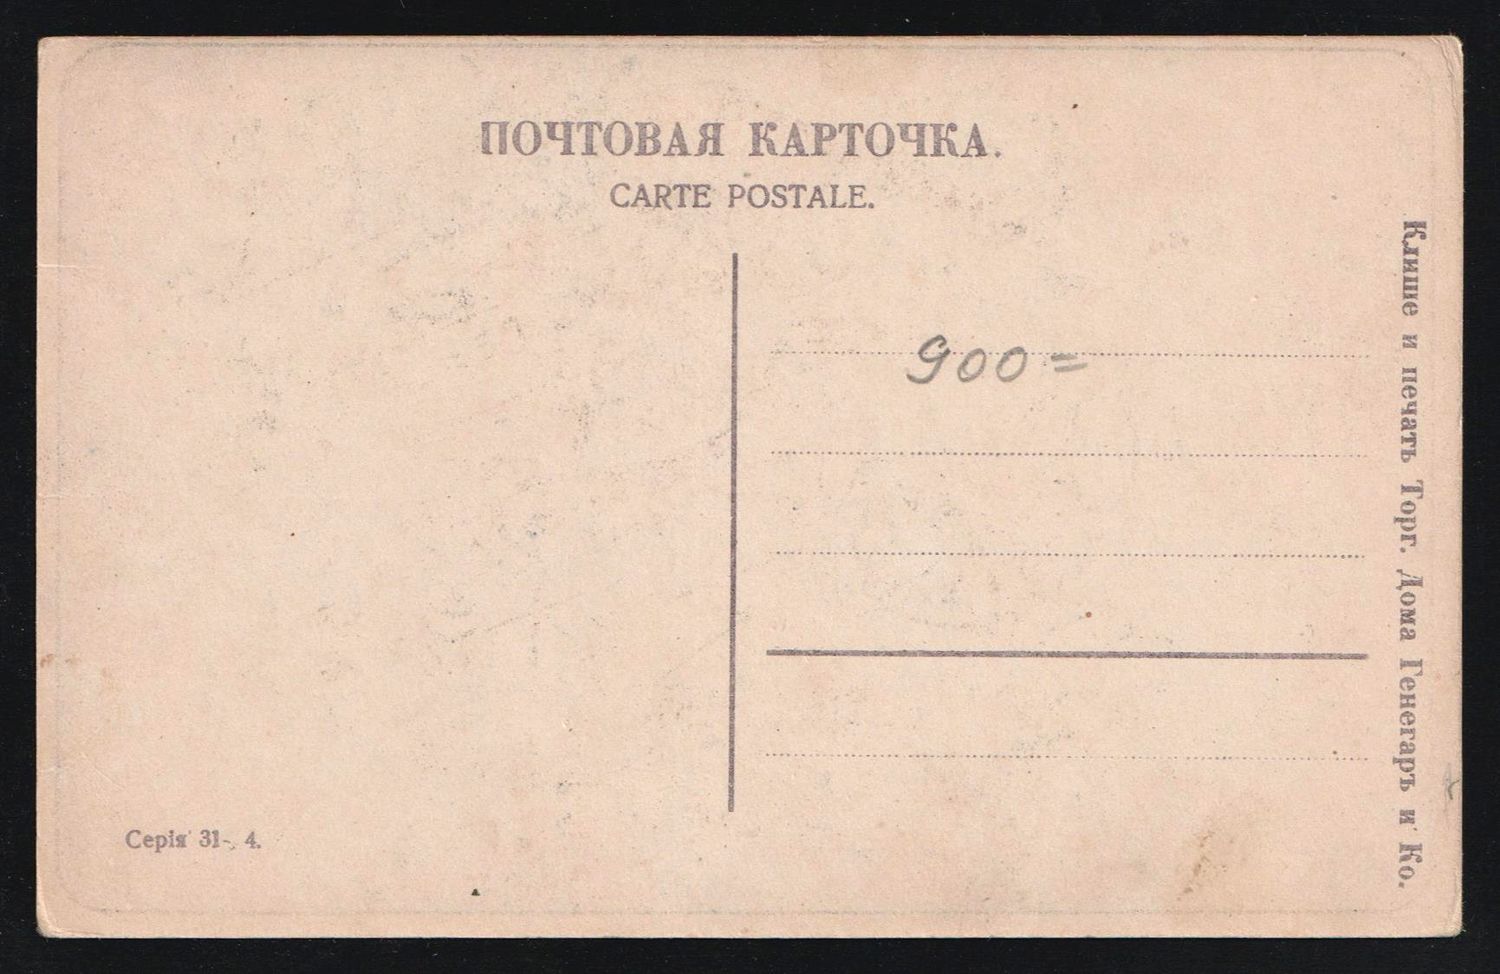 ПОЧТОВАЯ КАРТОЧКА.
CARTE POSTALE.
900=
Клише и печать Торг. Дома Генегаръ и Ко.
Серія 31-4.